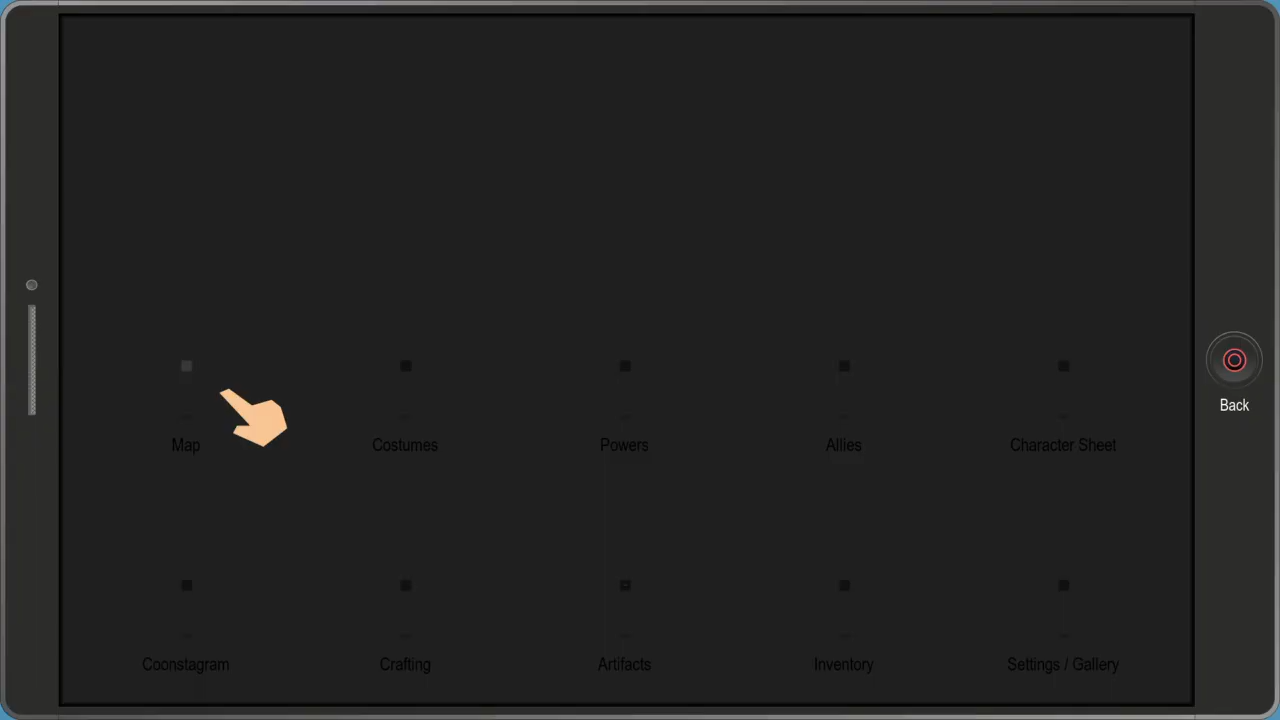 Back
Map
Costumes
Powers
Allies
Character Sheet
Coonstagram
Crafting
Artifacts
Inventory
Settings / Gallery